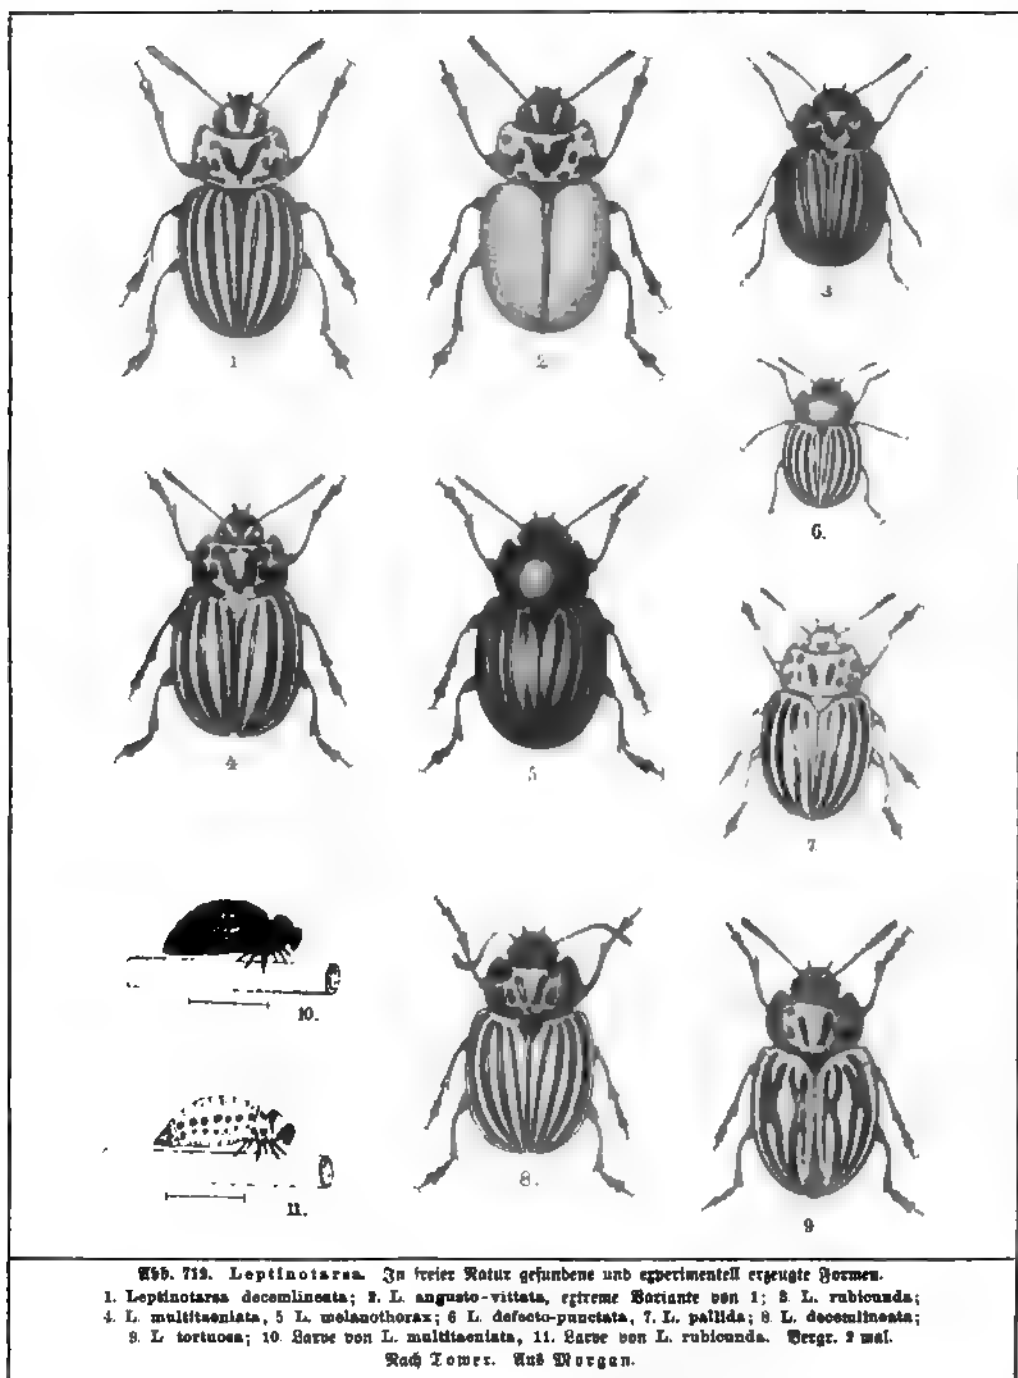 1
2
3
6.
4
5
7
10.
8.
11.
9
Abb. 719. Leptinotarsa. In freier Natur gefundene und experimentell erzeugte Formen.
1. Leptinotarsa decemlineata; 2. L. angusto-vittata, extreme Variante von 1; 3. L. rubicunda;
4. L. multitaeniata, 5 L. melanothorax; 6 L. defecto-punctata, 7. L. pallida; 8. L. decemlineata;
9. L tortuosa; 10. Larve von L. multitaeniata, 11. Larve von L. rubicunda. Vergr. 2 mal.
Nach Tower. Aus Morgan.